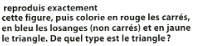 reproduis exactement
cette figure, puis colorie en rouge les carrés,
en bleu les losanges (non carrés) et en jaune
le triangle. De quel type est le triangle ?